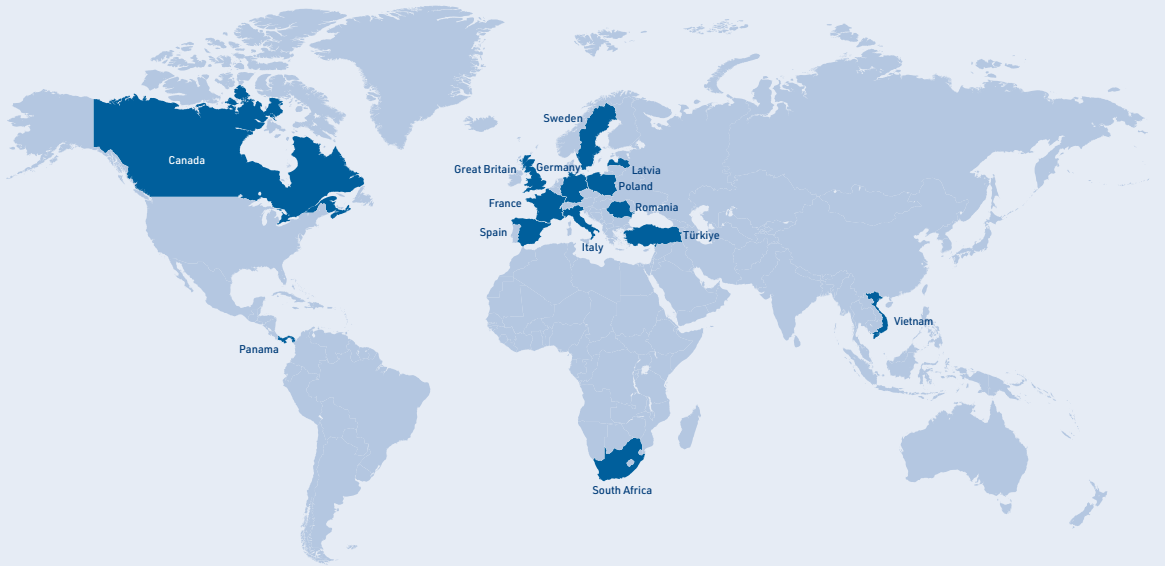 Sweden
Canada
Great Britain
Germany
Latvia
Poland
France
Romania
Spain
Türkiye
Italy
Vietnam
Panama
South Africa